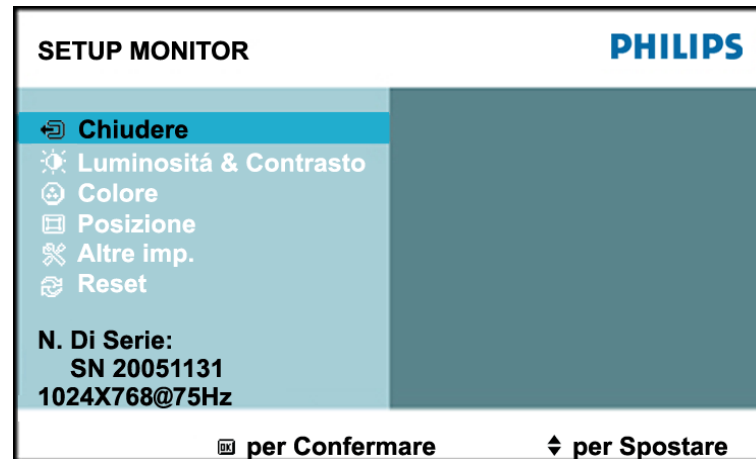 SETUP MONITOR PHILIPS
Chiudere
Luminositá & Contrasto
Colore
Posizione
Altre imp.
Reset
N. Di Serie:
SN 20051131
1024X768@75Hz
OK per Confermare per Spostare